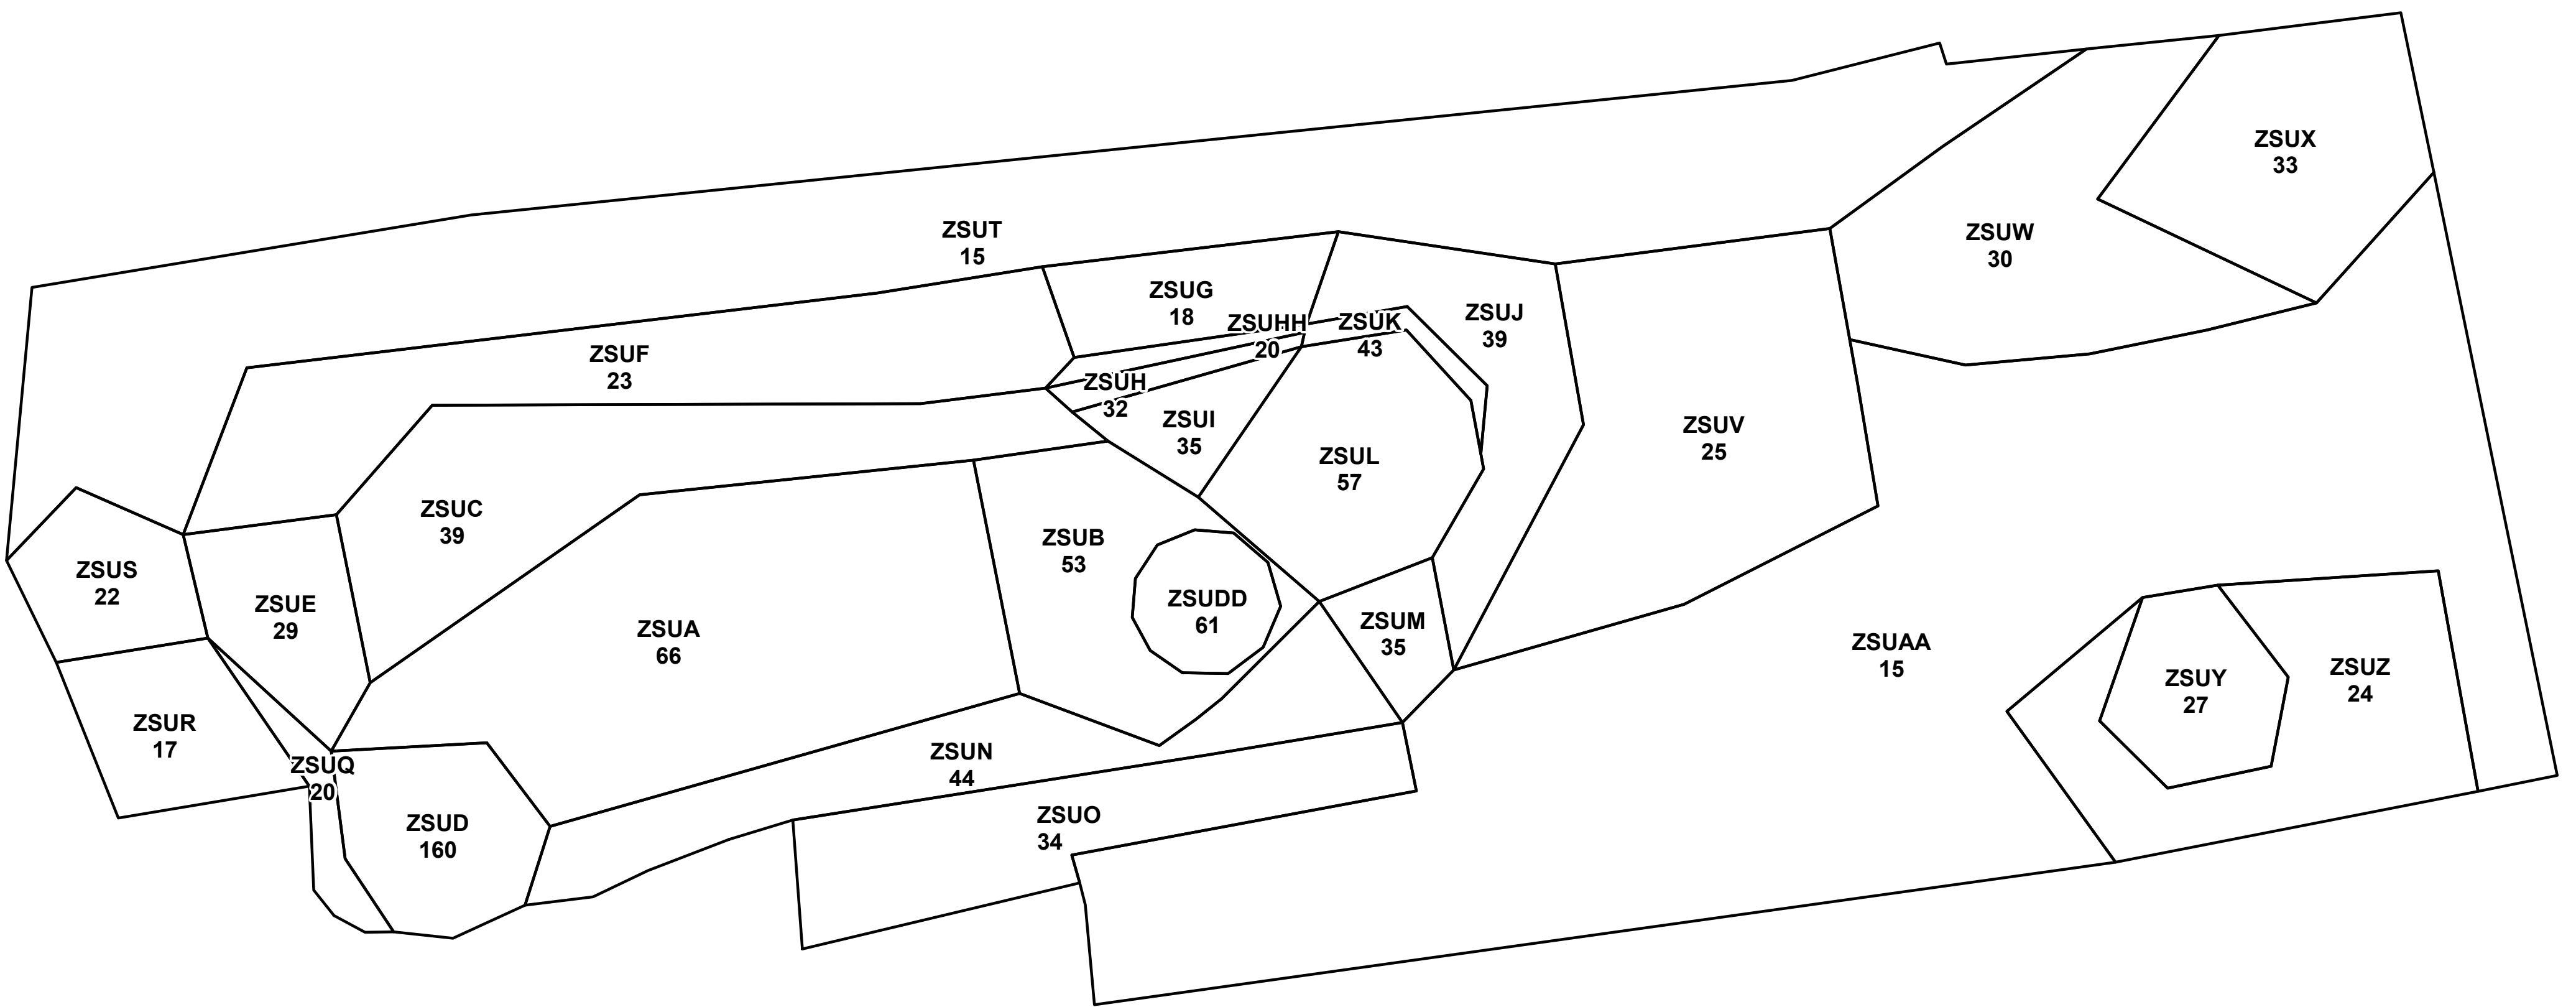 ZSUX
33
ZSUT
15
ZSUW
30
ZSUG
18
ZSUHH
20
ZSUK
43
ZSUJ
39
ZSUF
23
ZSUH
32
ZSUI
35
ZSUV
25
ZSUL
57
ZSUC
39
ZSUB
53
ZSUS
22
ZSUE
29
ZSUDD
61
ZSUA
66
ZSUM
35
ZSUAA
15
ZSUY
27
ZSUZ
24
ZSUR
17
ZSUN
44
ZSUQ
20
ZSUD
160
ZSUO
34